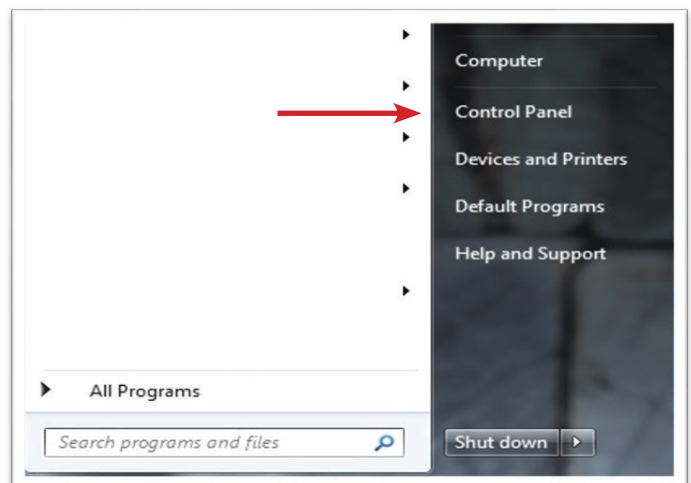 Computer
Control Panel
Devices and Printers
Default Programs
Help and Support
All Programs
Search programs and files
Shut down